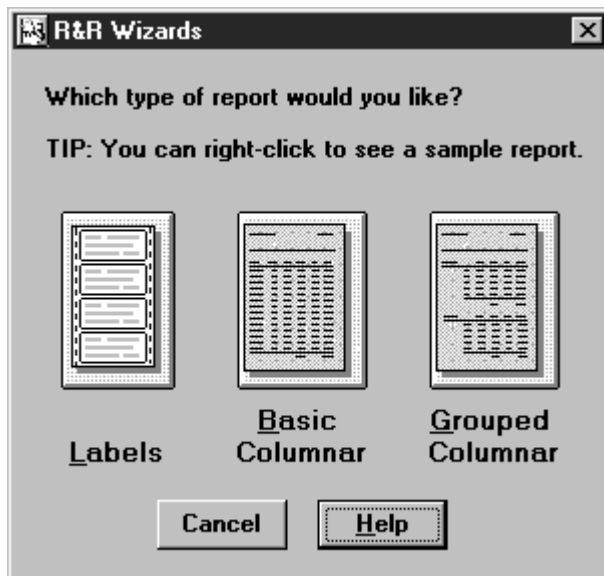 R&R Wizards
Which type of report would you like?
TIP: You can right-click to see a sample report.
Labels
Basic
Columnar
Grouped
Columnar
Cancel
Help